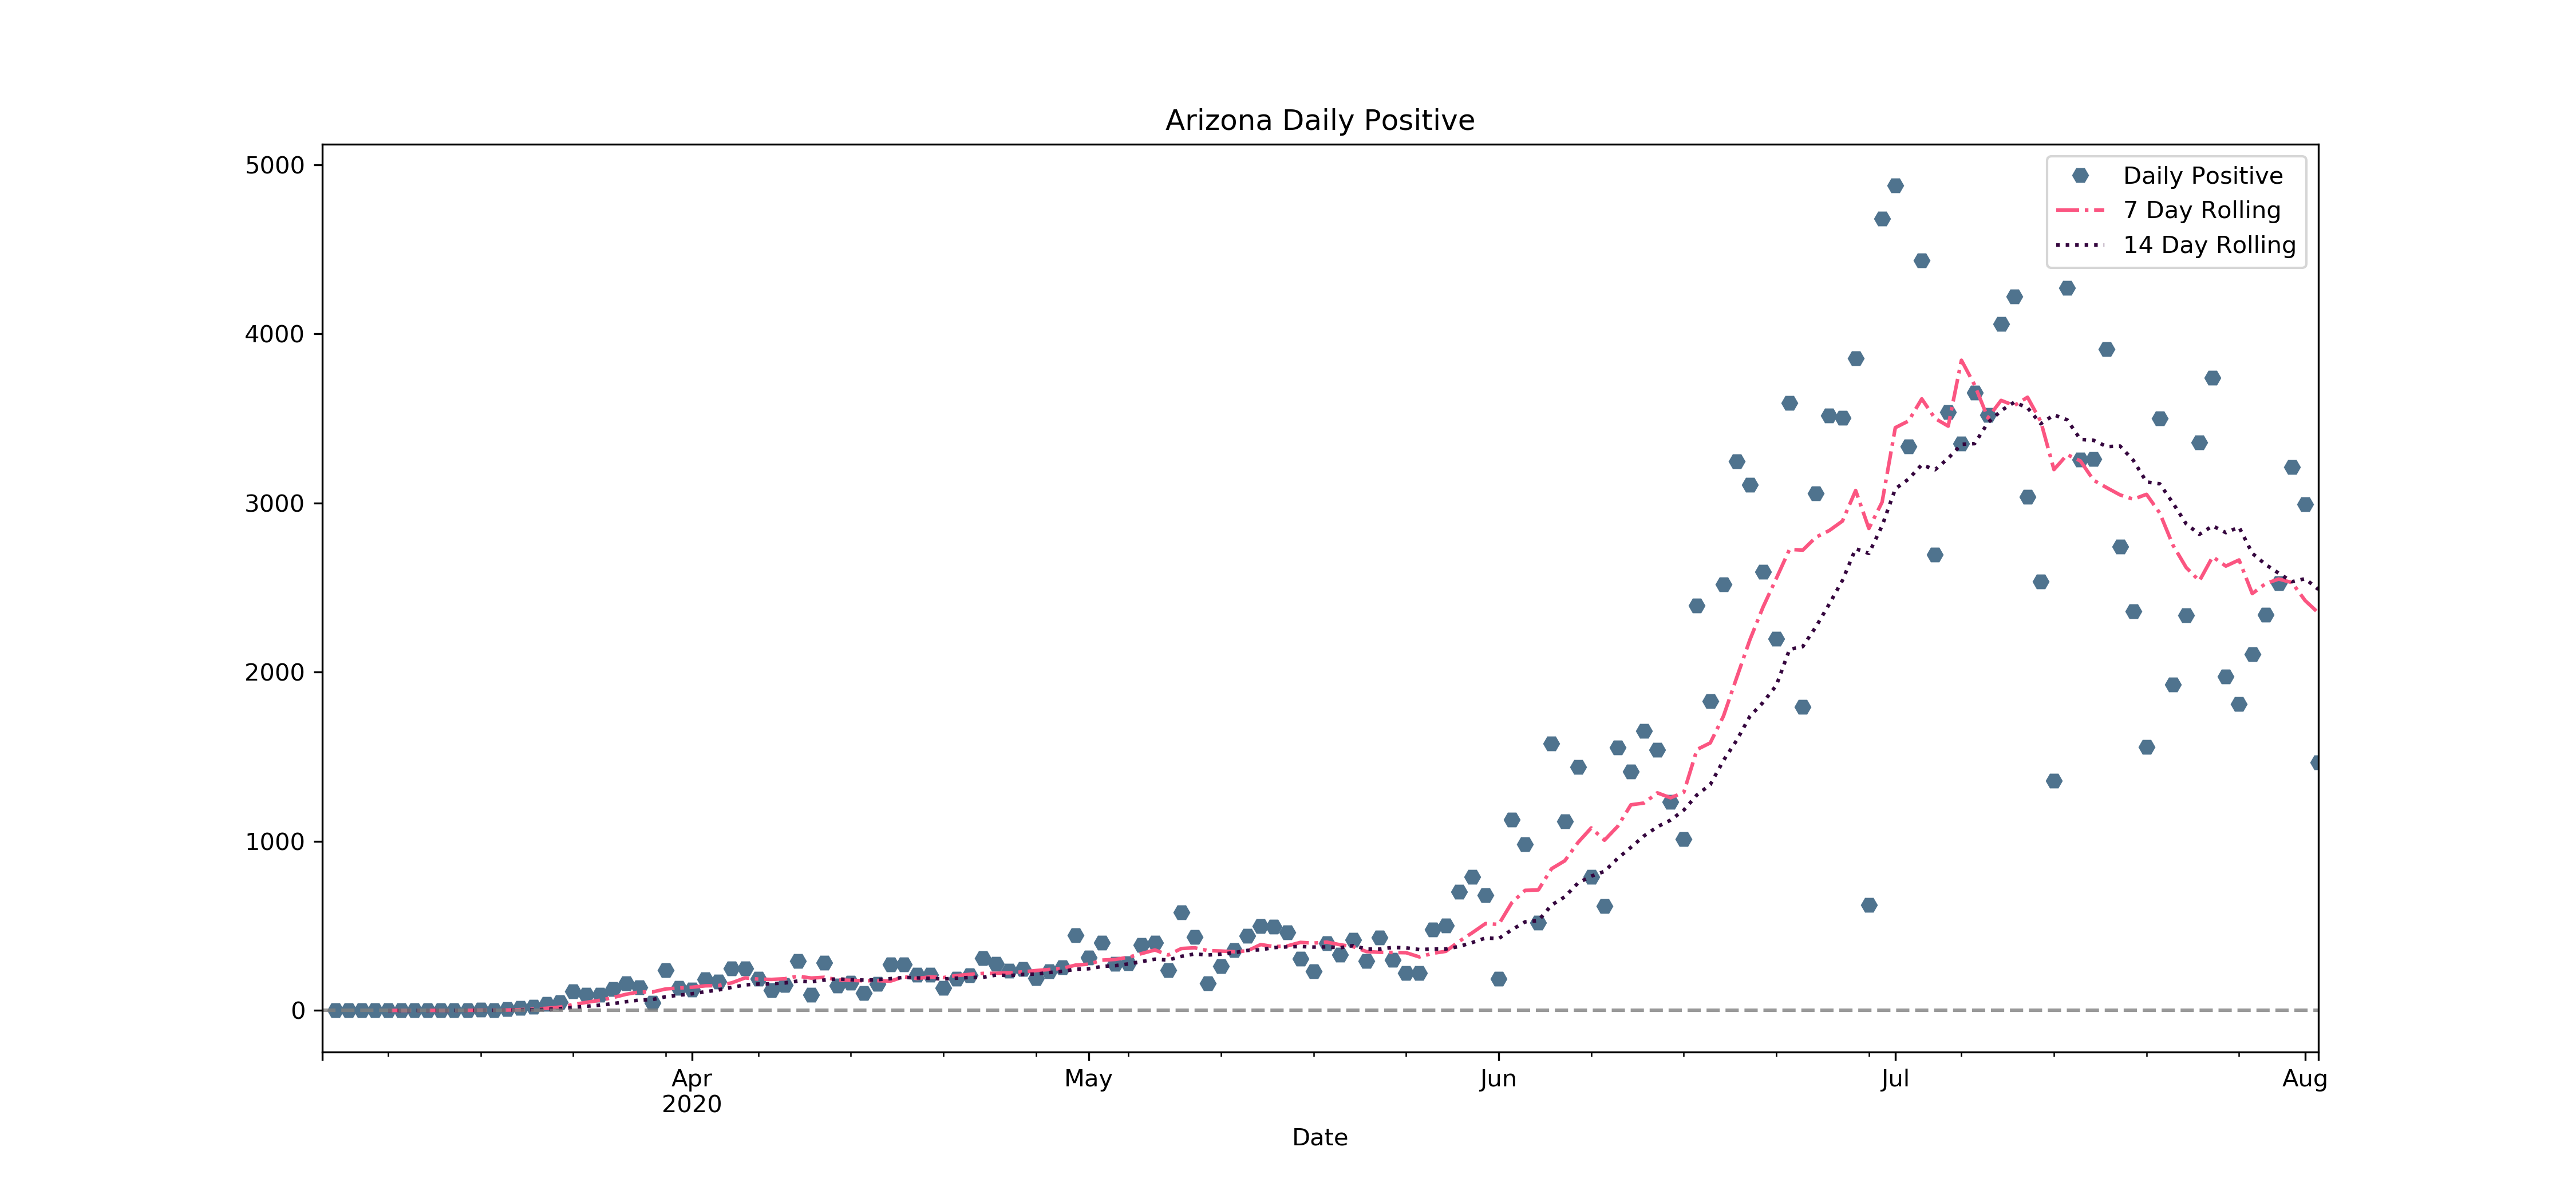 Arizona Daily Positive
5000
4000
3000
2000
1000
0
Daily Positive
7 Day Rolling
14 Day Rolling
Apr
2020
May
Jun
Jul
Aug
Date